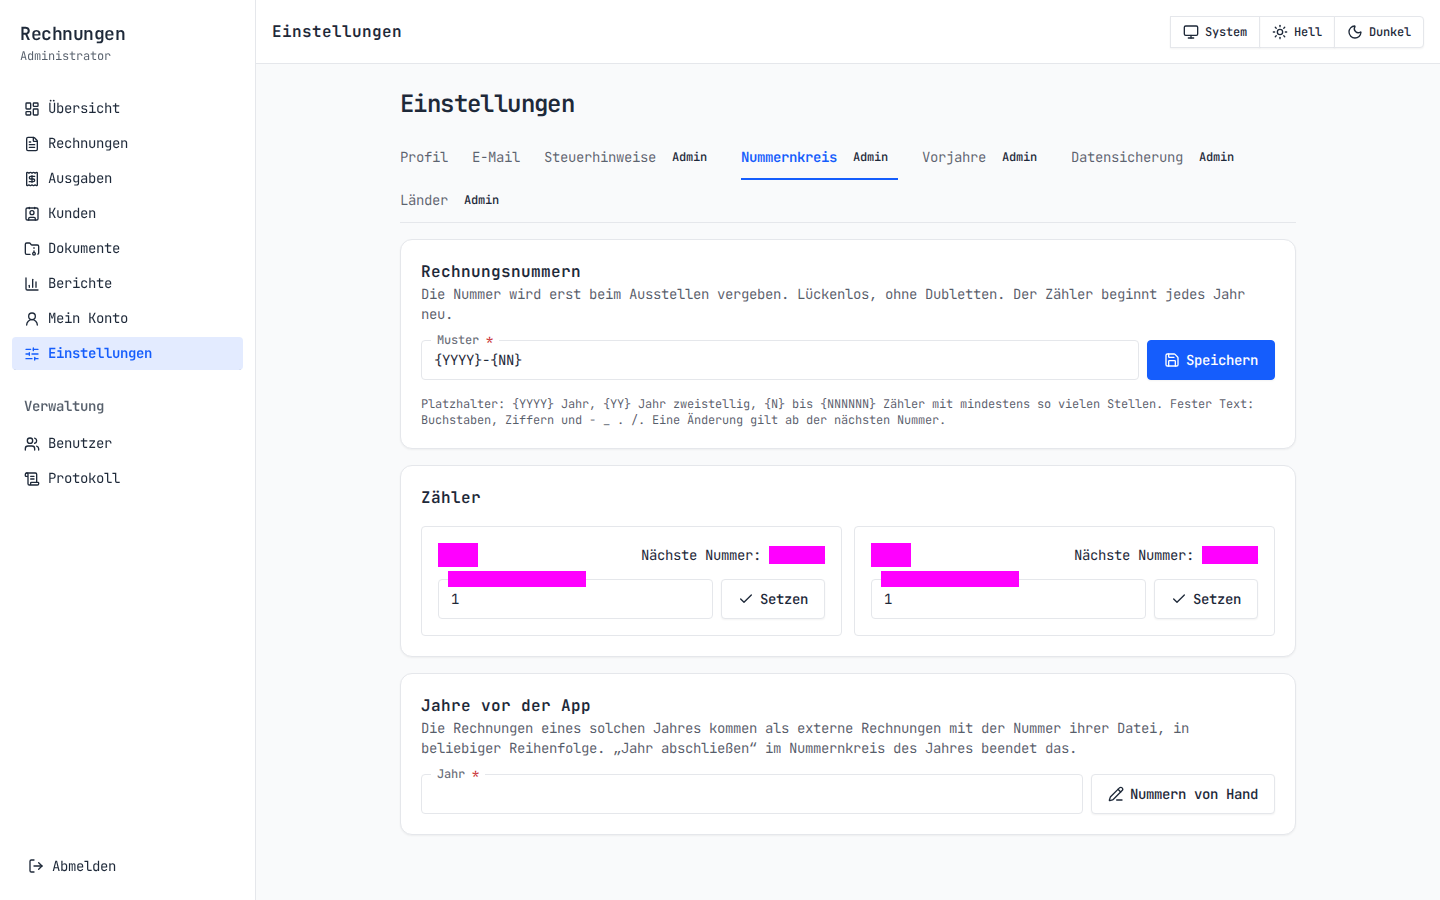 Rechnungen
Administrator
Übersicht
Rechnungen
Ausgaben
Kunden
Dokumente
Berichte
Mein Konto
Einstellungen
Verwaltung
Benutzer
Protokoll
Abmelden
Einstellungen
System
Hell
Dunkel
Einstellungen
Profil
E-Mail
Steuerhinweise Admin
Nummernkreis Admin
Vorjahre Admin
Datensicherung Admin
Länder Admin
Rechnungsnummern
Die Nummer wird erst beim Ausstellen vergeben. Lückenlos, ohne Dubletten. Der Zähler beginnt jedes Jahr
neu.
Muster *
{YYYY}-{NN}
Speichern
Platzhalter: {YYYY} Jahr, {YY} Jahr zweistellig, {N} bis {NNNNNN} Zähler mit mindestens so vielen Stellen. Fester Text:
Buchstaben, Ziffern und - _ . /. Eine Änderung gilt ab der nächsten Nummer.
Zähler
Nächste Nummer:
1
Setzen
Nächste Nummer:
1
Setzen
Jahre vor der App
Die Rechnungen eines solchen Jahres kommen als externe Rechnungen mit der Nummer ihrer Datei, in
beliebiger Reihenfolge. „Jahr abschließen“ im Nummernkreis des Jahres beendet das.
Jahr *
Nummern von Hand